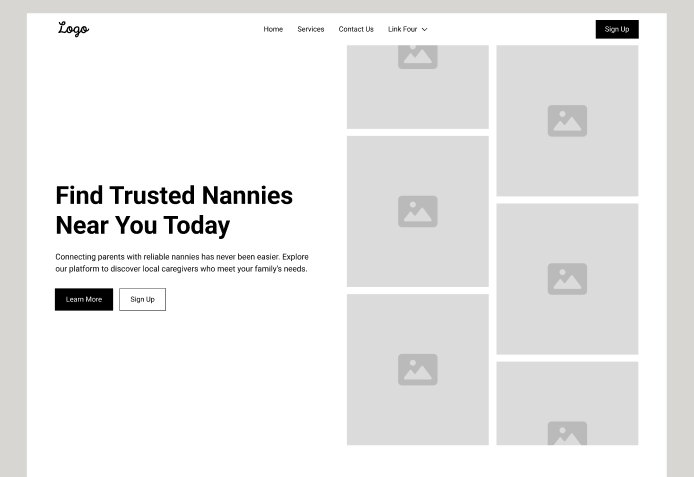 Logo
Home
Services
Contact Us
Link Four
Sign Up
Find Trusted Nannies
Near You Today
Connecting parents with reliable nannies has never been easier. Explore
our platform to discover local caregivers who meet your family's needs.
Learn More
Sign Up